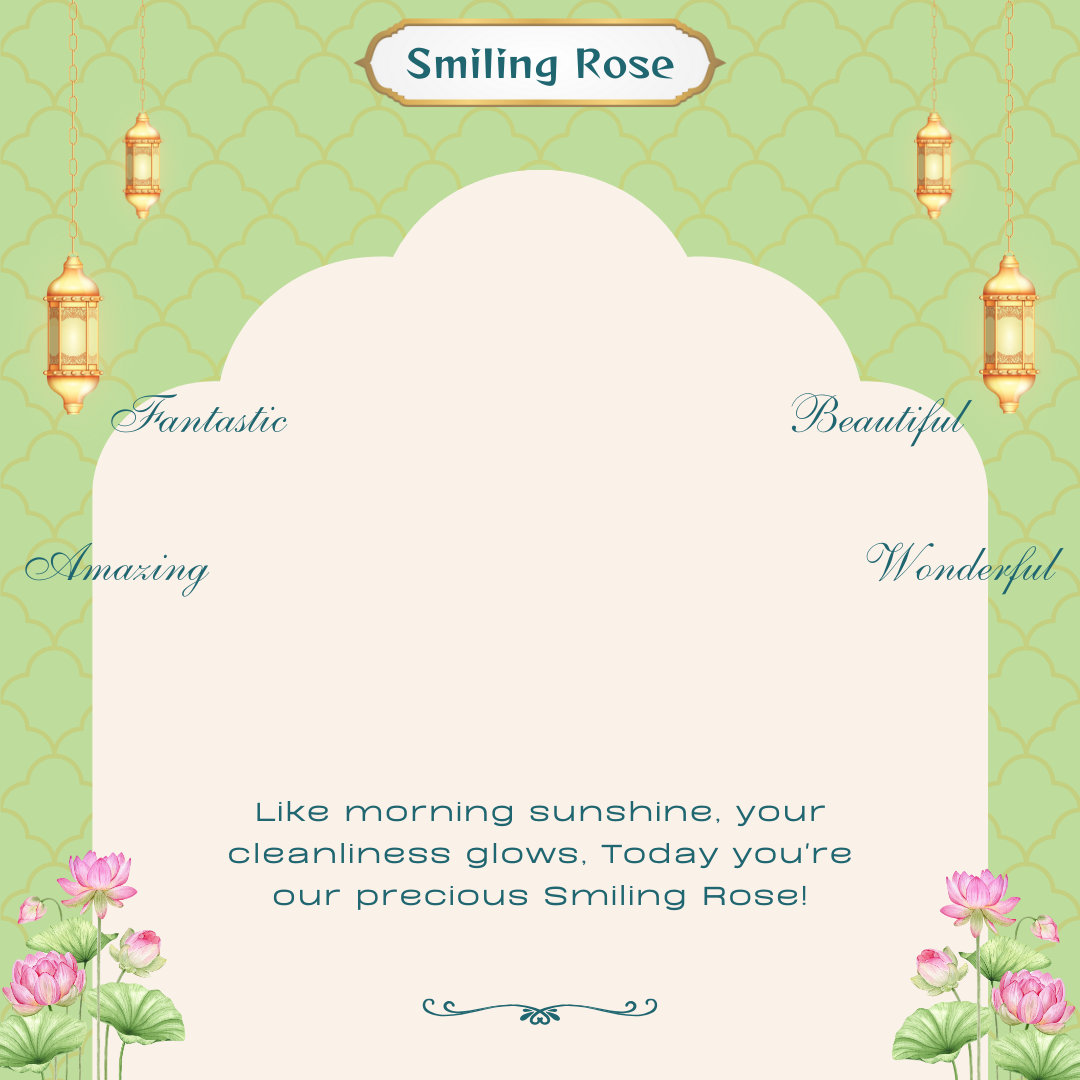 Smiling Rose
Fantastic
Beautiful
Amazing
Wonderful
Like morning sunshine, your
cleanliness glows, Today you're
our precious Smiling Rose!